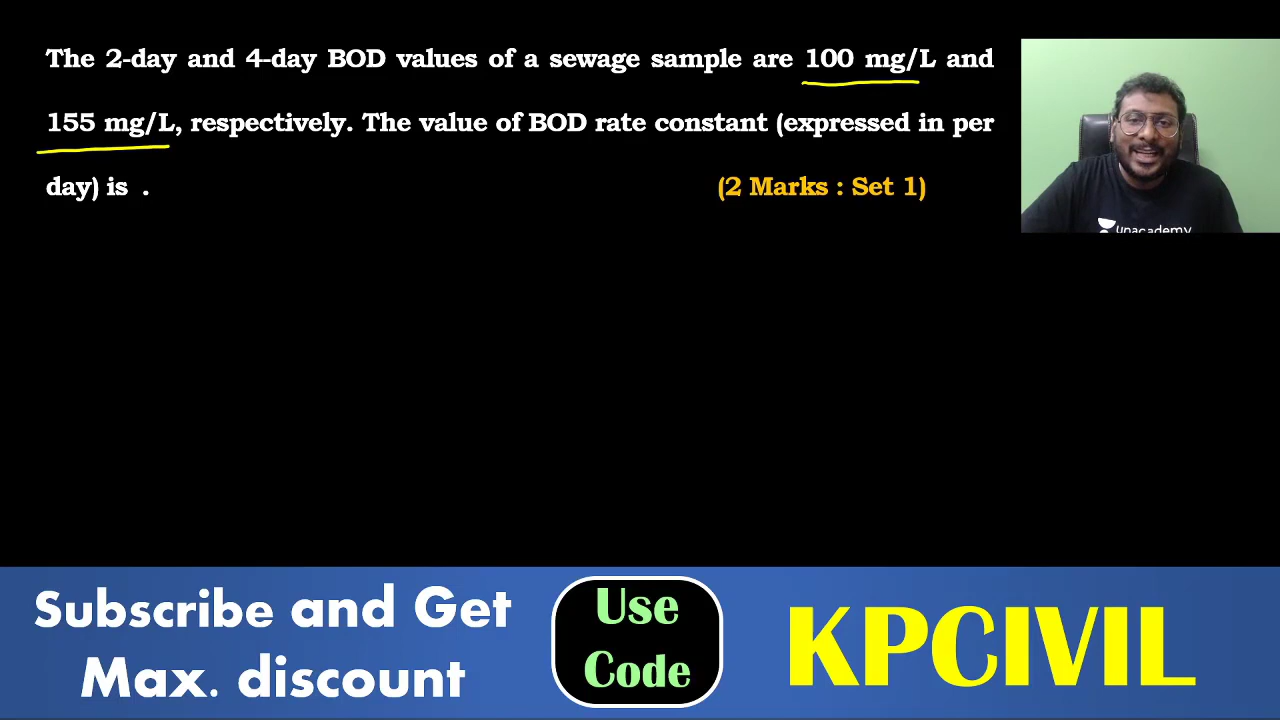 The 2-day and 4-day BOD values of a sewage sample are 100 mg/L and
155 mg/L, respectively. The value of BOD rate constant (expressed in per
day) is .
(2 Marks : Set 1)
unacademy
Subscribe and Get
Max. discount
Use
Code
KPCIVIL